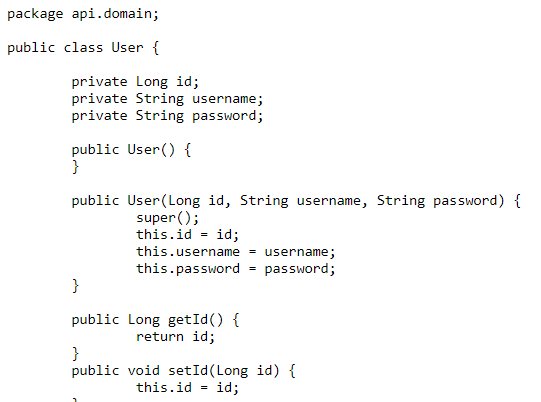 package api.domain;
public class User {
private Long id;
private String username;
private String password;
public User() {
}
public User(Long id, String username, String password) {
super();
this.id = id;
this.username = username;
this.password = password;
}
public Long getId() {
return id;
}
public void setId(Long id) {
this.id = id;